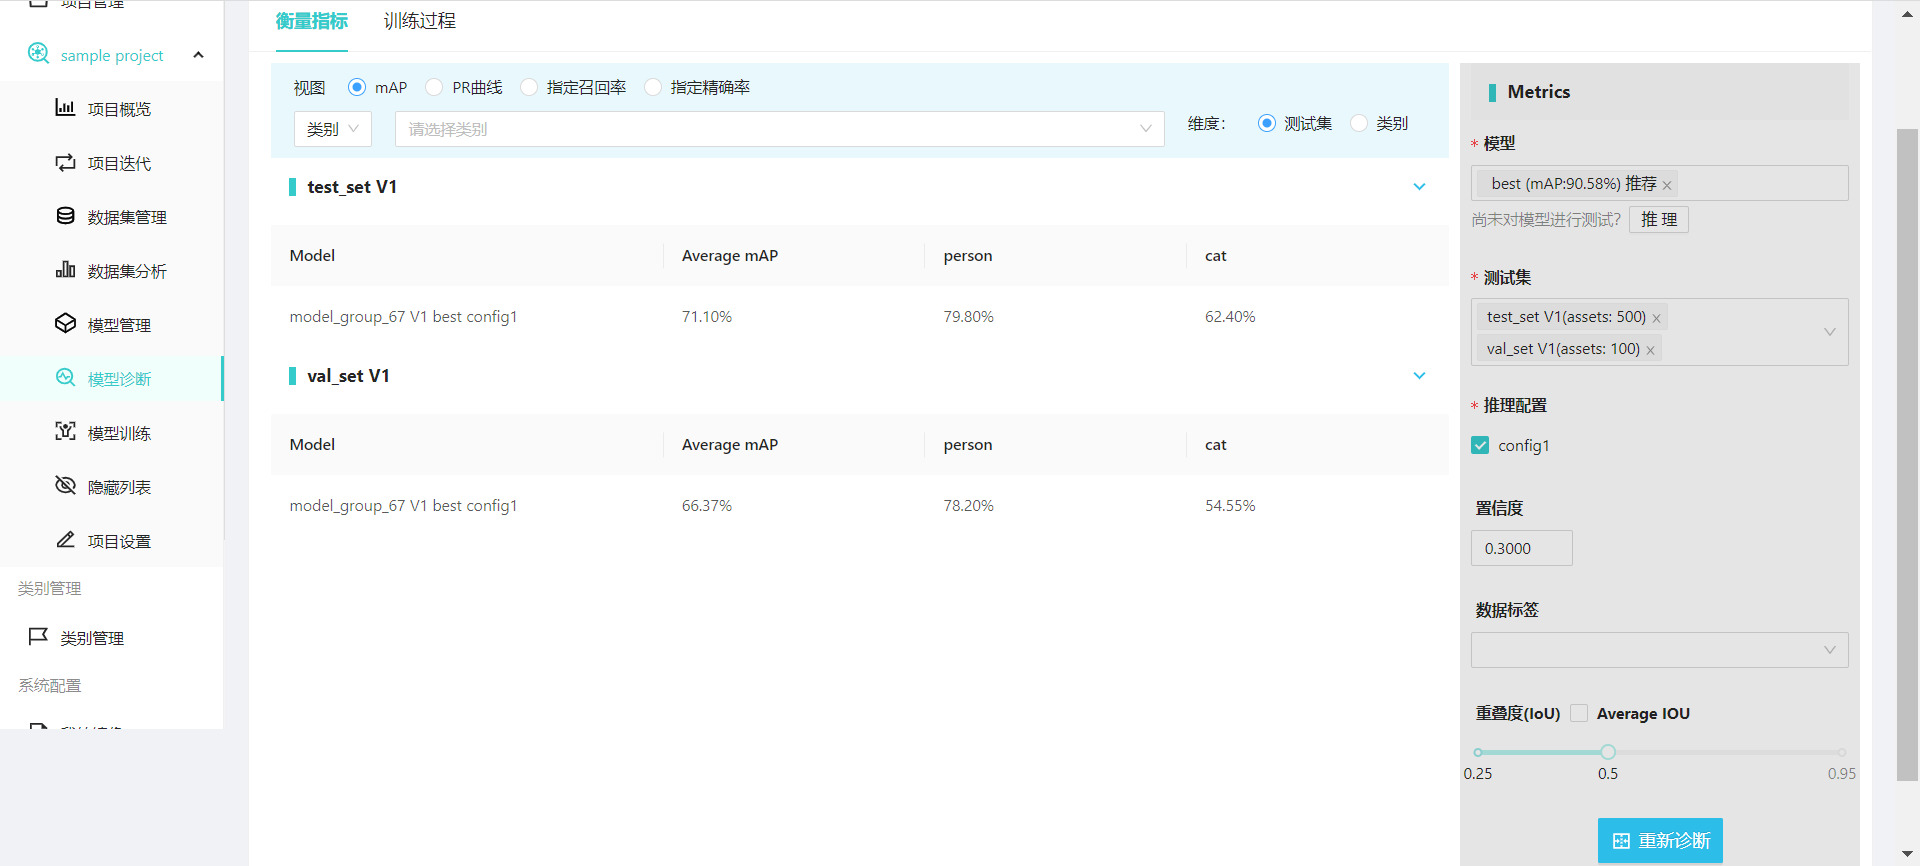 项目管理
sample project
项目概览
项目迭代
数据集管理
数据集分析
模型管理
模型诊断
模型训练
隐藏列表
项目设置
类别管理
类别管理
系统配置
衡量指标 训练过程
视图 mAP PR曲线 指定召回率 指定精确率
类别 请选择类别 维度： 测试集 类别
test_set V1
Model Average mAP person cat
model_group_67 V1 best config1 71.10% 79.80% 62.40%
val_set V1
Model Average mAP person cat
model_group_67 V1 best config1 66.37% 78.20% 54.55%
Metrics
* 模型
best (mAP:90.58%) 推荐 ×
尚未对模型进行测试？ 推 理
* 测试集
test_set V1(assets: 500) ×
val_set V1(assets: 100) ×
* 推理配置
config1
置信度
0.3000
数据标签
重叠度(IoU) Average IOU
0.25 0.5 0.95
重新诊断